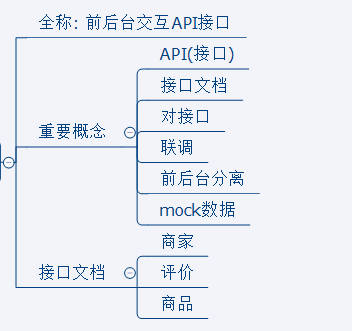 全称: 前后台交互API接口
重要概念
API(接口)
接口文档
对接口
联调
前后台分离
mock数据
接口文档
商家
评价
商品